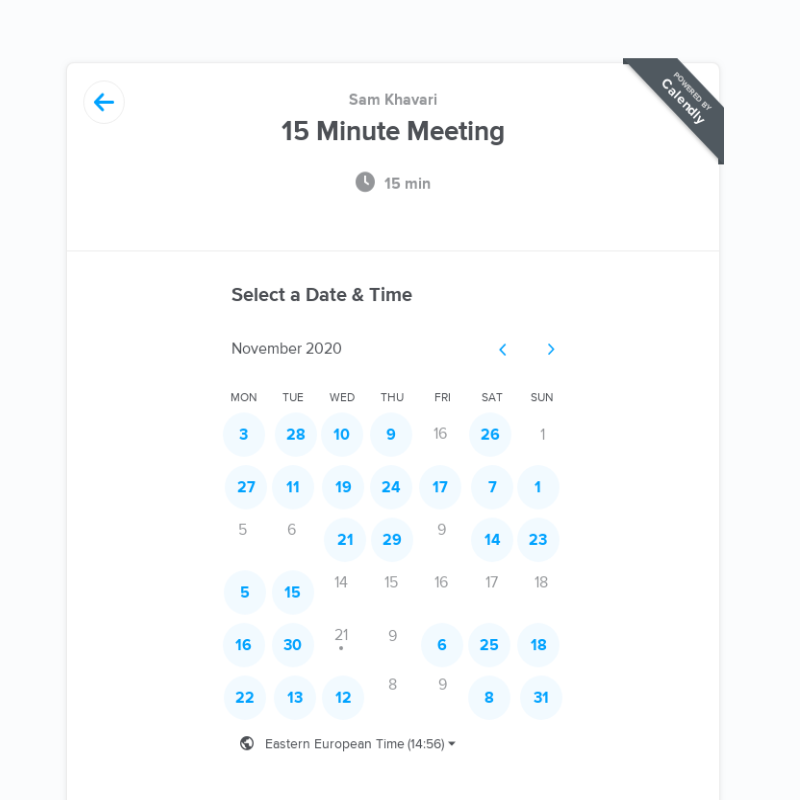 POWERED BY
Calendly
Sam Khavari
15 Minute Meeting
15 min
Select a Date & Time
November 2020
MON TUE WED THU FRI SAT SUN
3 28 10 9 16 26 1
27 11 19 24 17 7 1
5 6 21 29 9 14 23
5 15 14 15 16 17 18
16 30 21 9 6 25 18
22 13 12 8 9 8 31
Eastern European Time (14:56)